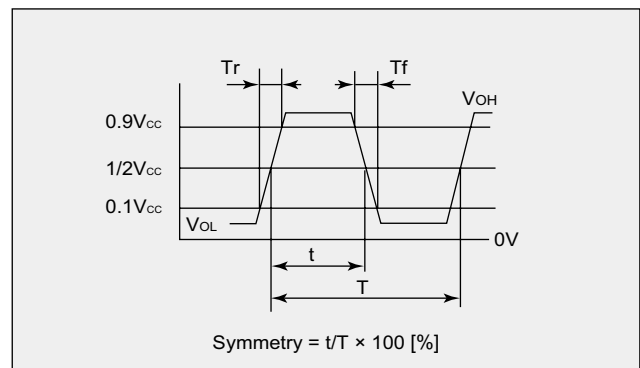 Tr
Tf
VOH
0.9Vcc
1/2Vcc
0.1Vcc
VOL
0V
t
T
Symmetry = t/T × 100 [%]